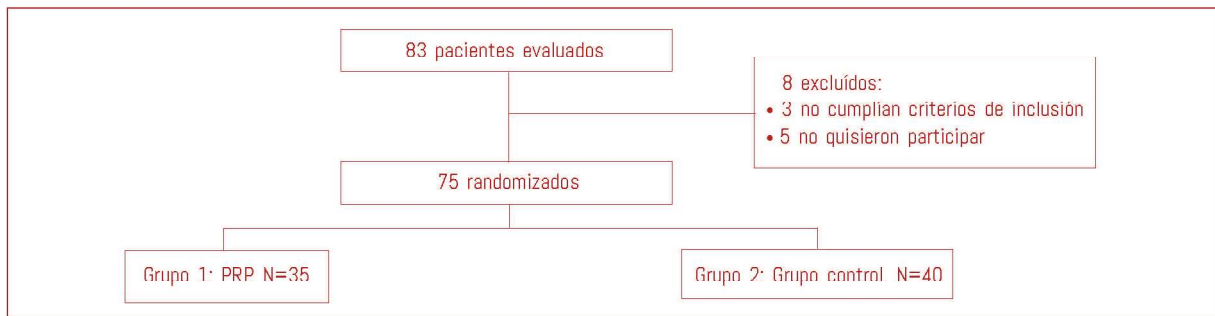 83 pacientes evaluados
8 excluídos:
• 3 no cumplían criterios de inclusión
• 5 no quisieron participar
75 randomizados
Grupo 1: PRP N=35
Grupo 2: Grupo control N=40